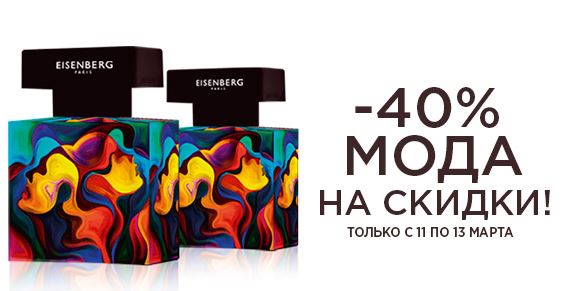 EISENBERG
PARIS
EISENBERG
PARIS
-40%
МОДА
НА СКИДКИ!
ТОЛЬКО С 11 ПО 13 МАРТА